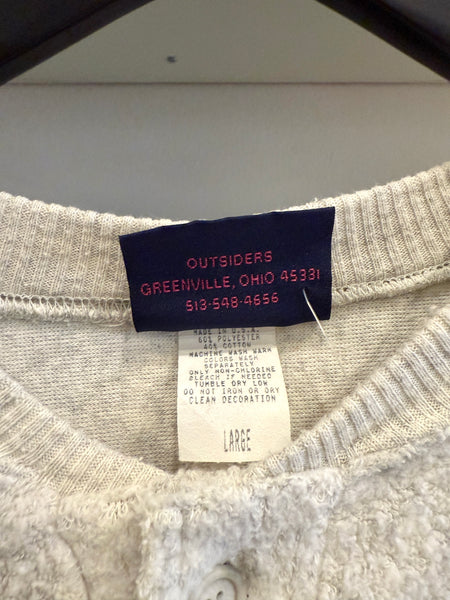 OUTSIDERS
GREENVILLE, OHIO 45331
513-548-4656
MADE IN U.S.A.
60% POLYESTER
40% COTTON
MACHINE WASH WARM
COLORS WASH
SEPARATELY
ONLY NON-CHLORINE
BLEACH IF NEEDED
TUMBLE DRY LOW
DO NOT IRON OR DRY
CLEAN DECORATION
LARGE